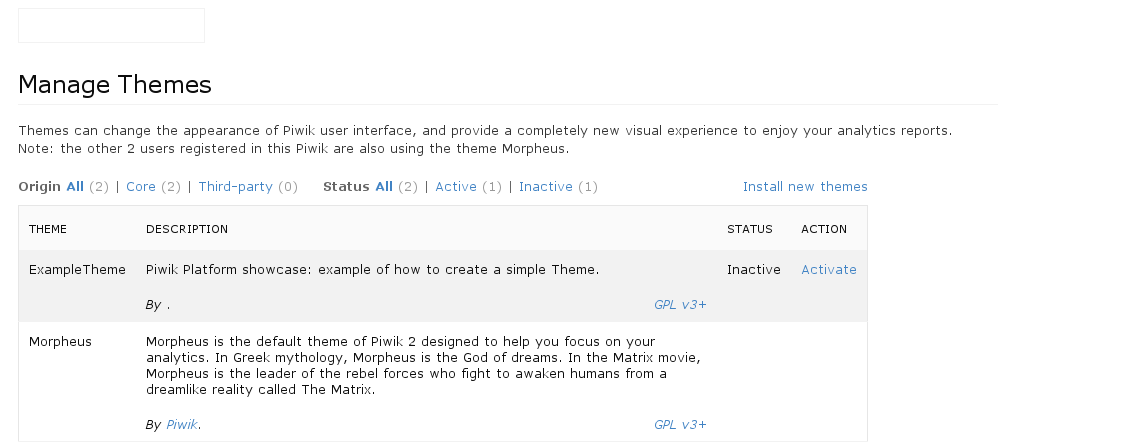 Manage Themes
Themes can change the appearance of Piwik user interface, and provide a completely new visual experience to enjoy your analytics reports.
Note: the other 2 users registered in this Piwik are also using the theme Morpheus.
Origin All (2) | Core (2) | Third-party (0) Status All (2) | Active (1) | Inactive (1) Install new themes
THEME DESCRIPTION STATUS ACTION
ExampleTheme Piwik Platform showcase: example of how to create a simple Theme. Inactive Activate
By . GPL v3+
Morpheus Morpheus is the default theme of Piwik 2 designed to help you focus on your
analytics. In Greek mythology, Morpheus is the God of dreams. In the Matrix movie,
Morpheus is the leader of the rebel forces who fight to awaken humans from a
dreamlike reality called The Matrix.
By Piwik. GPL v3+